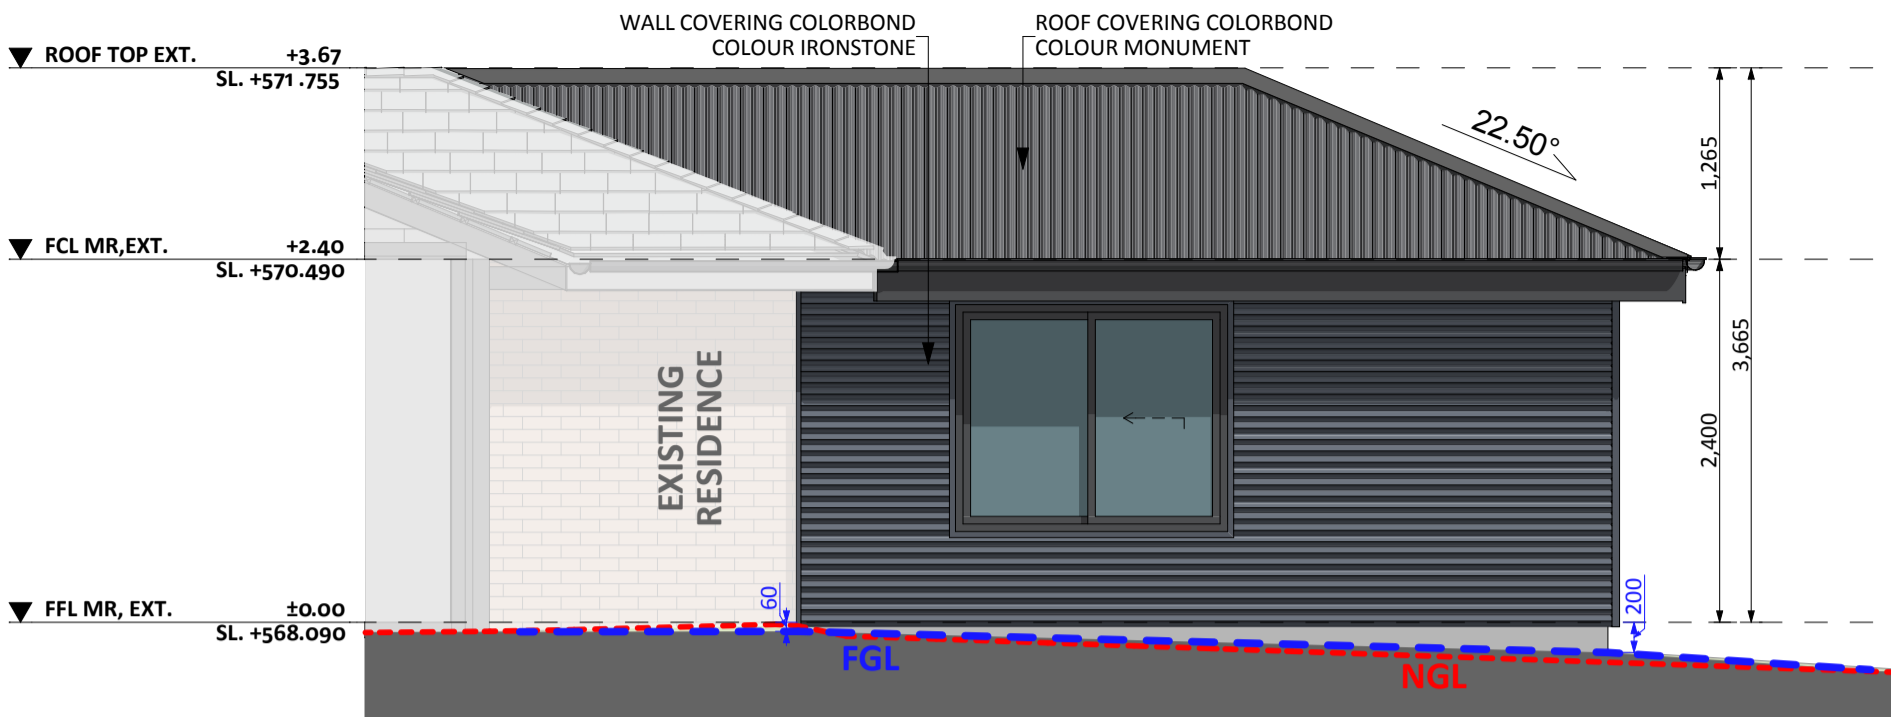 WALL COVERING COLORBOND
COLOUR IRONSTONE
ROOF COVERING COLORBOND
COLOUR MONUMENT
ROOF TOP EXT. +3.67
SL. +571.755
22.50°
1,265
FCL MR,EXT. +2.40
SL. +570.490
3,665
2,400
EXISTING
RESIDENCE
60
200
FFL MR, EXT. ±0.00
SL. +568.090
FGL
NGL